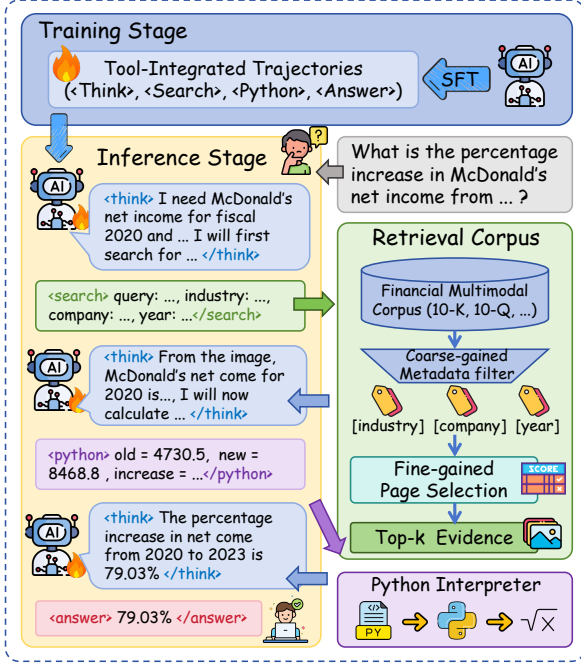 Training Stage
Tool-Integrated Trajectories
(<Think>, <Search>, <Python>, <Answer>)
SFT
AI
Inference Stage
?
What is the percentage
increase in McDonald's
net income from ... ?
AI
<think> I need McDonald's
net income for fiscal
2020 and ... I will first
search for ... </think>
<search> query: ..., industry: ...,
company: ..., year: ...</search>
AI
<think> From the image,
McDonald's net come for
2020 is..., I will now
calculate ... </think>
<python> old = 4730.5, new =
8468.8 , increase = ...</python>
AI
<think> The percentage
increase in net come
from 2020 to 2023 is
79.03% </think>
<answer> 79.03% </answer>
Retrieval Corpus
Financial Multimodal
Corpus (10-K, 10-Q, ...)
Coarse-gained
Metadata filter
[industry] [company] [year]
Fine-gained
Page Selection
SCORE
Top-k Evidence
Python Interpreter
</>
PY
√x